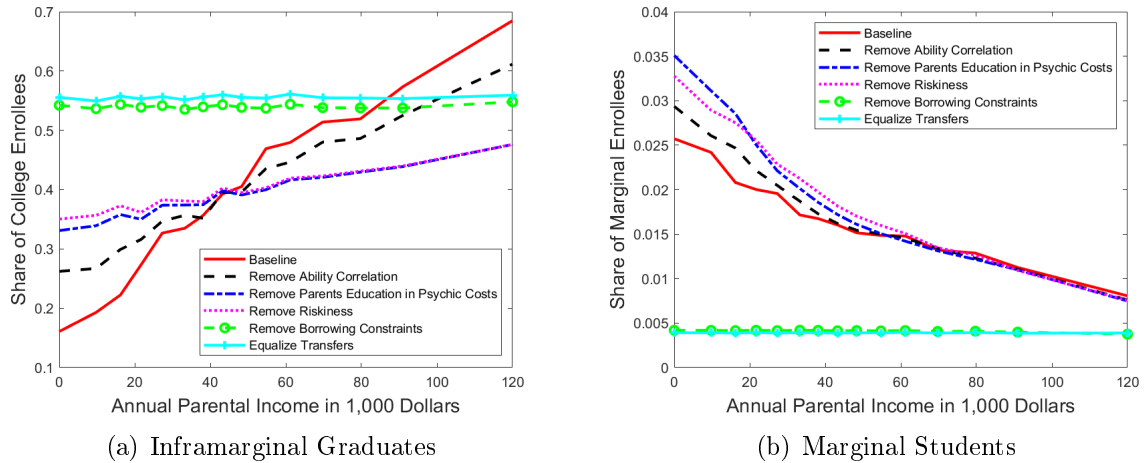 0.7
0.6
0.5
0.4
0.3
0.2
0.1
Share of College Enrollees
Baseline
Remove Ability Correlation
Remove Parents Education in Psychic Costs
Remove Riskiness
Remove Borrowing Constraints
Equalize Transfers
0 20 40 60 80 100 120
Annual Parental Income in 1,000 Dollars
(a) Inframarginal Graduates
0.04
0.035
0.03
0.025
0.02
0.015
0.01
0.005
0
Share of Marginal Enrollees
Baseline
Remove Ability Correlation
Remove Parents Education in Psychic Costs
Remove Riskiness
Remove Borrowing Constraints
Equalize Transfers
0 20 40 60 80 100 120
Annual Parental Income in 1,000 Dollars
(b) Marginal Students